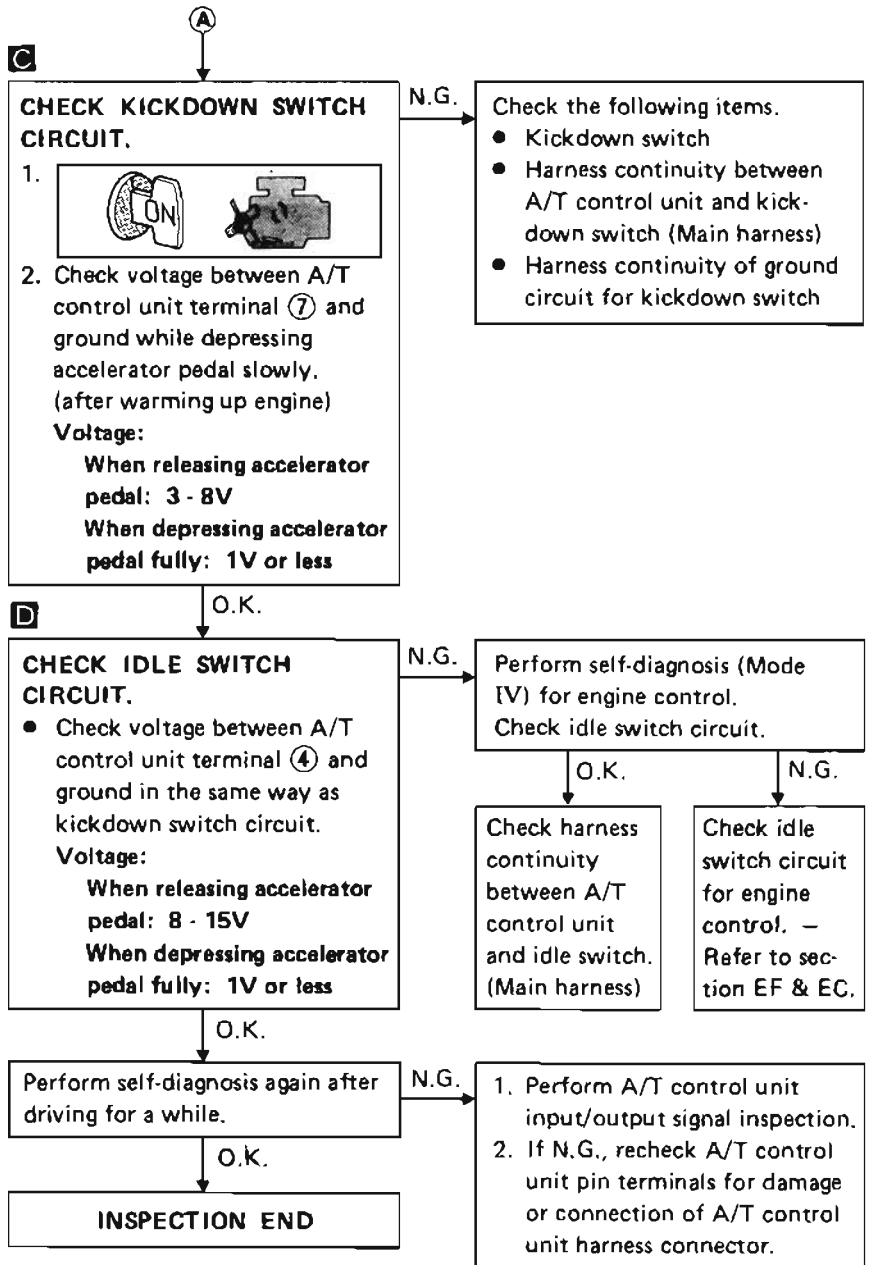 A
C
CHECK KICKDOWN SWITCH
CIRCUIT.
1.
ON
2. Check voltage between A/T
control unit terminal ⑦ and
ground while depressing
accelerator pedal slowly.
(after warming up engine)
Voltage:
When releasing accelerator
pedal: 3 - 8V
When depressing accelerator
pedal fully: 1V or less
N.G.
Check the following items.
● Kickdown switch
● Harness continuity between
A/T control unit and kick-
down switch (Main harness)
● Harness continuity of ground
circuit for kickdown switch
O.K.
D
CHECK IDLE SWITCH
CIRCUIT.
● Check voltage between A/T
control unit terminal ④ and
ground in the same way as
kickdown switch circuit.
Voltage:
When releasing accelerator
pedal: 8 - 15V
When depressing accelerator
pedal fully: 1V or less
N.G.
Perform self-diagnosis (Mode
IV) for engine control.
Check idle switch circuit.
O.K.
Check harness
continuity
between A/T
control unit
and idle switch.
(Main harness)
N.G.
Check idle
switch circuit
for engine
control. —
Refer to sec-
tion EF & EC.
O.K.
Perform self-diagnosis again after
driving for a while.
N.G.
1. Perform A/T control unit
input/output signal inspection.
2. If N.G., recheck A/T control
unit pin terminals for damage
or connection of A/T control
unit harness connector.
O.K.
INSPECTION END